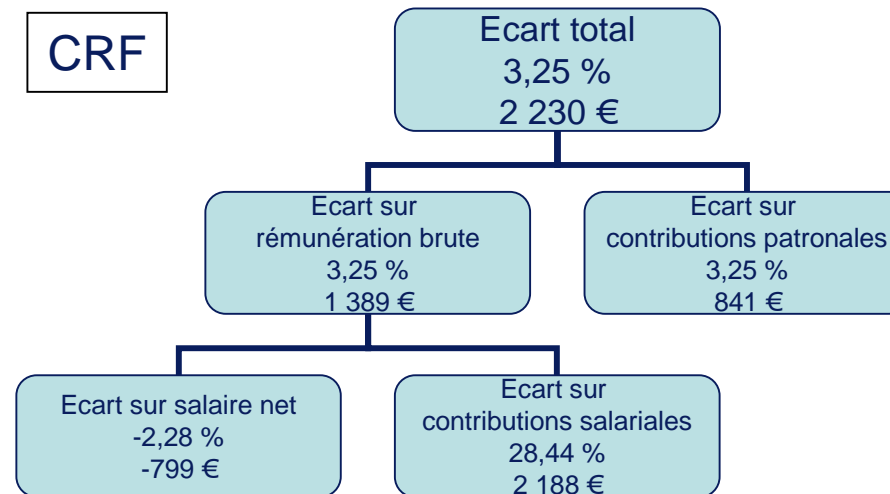 CRF
Ecart total
3,25 %
2 230 €
Ecart sur
rémunération brute
3,25 %
1 389 €
Ecart sur
contributions patronales
3,25 %
841 €
Ecart sur salaire net
-2,28 %
-799 €
Ecart sur
contributions salariales
28,44 %
2 188 €